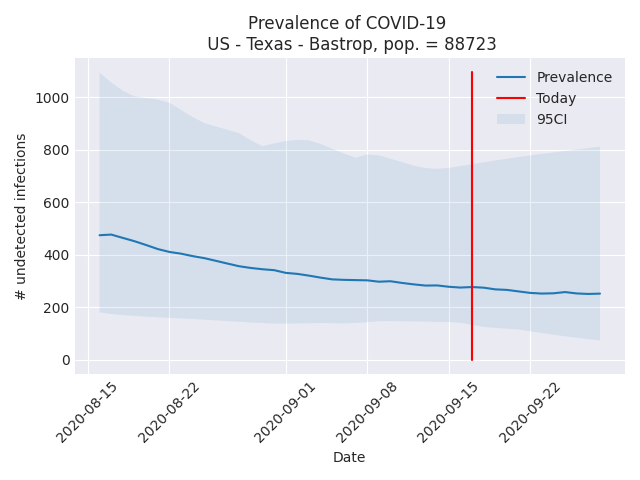 Prevalence of COVID-19
US - Texas - Bastrop, pop. = 88723
Prevalence
Today
95CI
# undetected infections
1000
800
600
400
200
0
2020-08-15
2020-08-22
2020-09-01
2020-09-08
2020-09-15
2020-09-22
Date